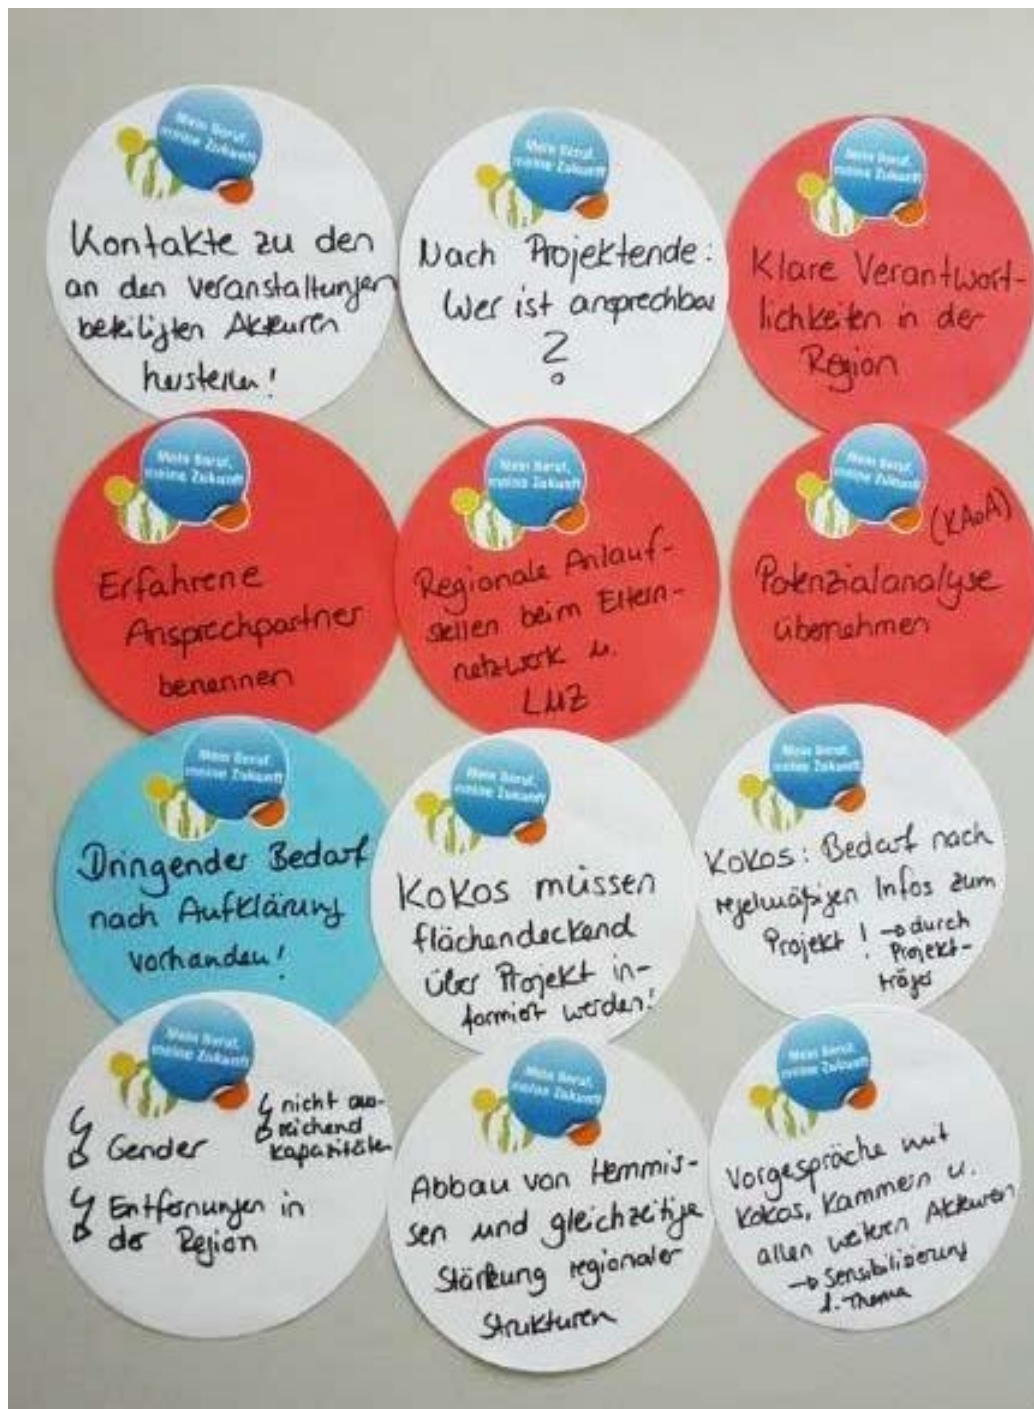 Mein Beruf,
meine Zukunft
Kontakte zu den
an den Veranstaltungen
beteiligten Akteuren
herstellen!
Mein Beruf,
meine Zukunft
Nach Projektende:
Wer ist ansprechbar
?
Mein Beruf,
meine Zukunft
Klare Verantwort-
lichkeiten in der
Region
Mein Beruf,
meine Zukunft
Erfahrene
Ansprechpartner
benennen
Mein Beruf,
meine Zukunft
Regionale Anlauf-
stellen beim Eltern-
netzwerk u.
LUZ
Mein Beruf,
meine Zukunft
(KAoA)
Potenzialanalyse
übernehmen
Mein Beruf,
meine Zukunft
Dringender Bedarf
nach Aufklärung
vorhanden!
Mein Beruf,
meine Zukunft
KoKos müssen
flächendeckend
über Projekt in-
formiert werden!
Mein Beruf,
meine Zukunft
KoKos: Bedarf nach
regelmäßigen Infos zum
Projekt! → durch
Projekt-
träger
Mein Beruf,
meine Zukunft
Gender
nicht aus-
reichend
Kapazitäten
Entfernungen in
der Region
Mein Beruf,
meine Zukunft
Abbau von Hemmis-
sen und gleichzeitige
Stärkung regionaler
Strukturen
Mein Beruf,
meine Zukunft
Vorgespräche mit
KoKos, Kammern u.
allen weitern Akteuren
→ Sensibilisierung
f. Thema